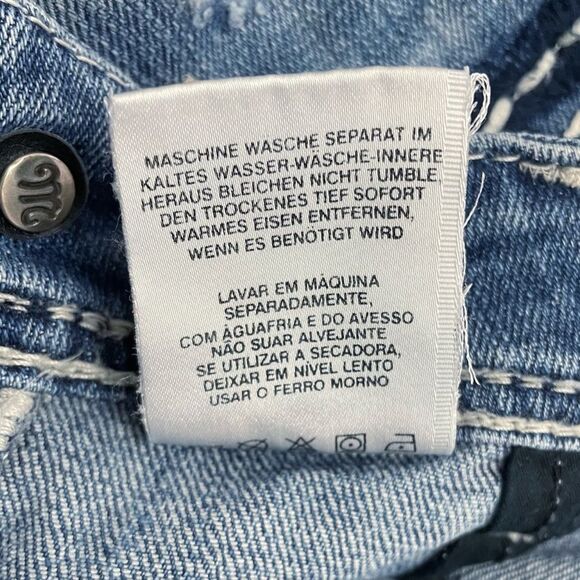 MASCHINE WASCHE SEPARAT IM
KALTES WASSER-WÄSCHE-INNERE
HERAUS BLEICHEN NICHT TUMBLE
DEN TROCKENES TIEF SOFORT
WARMES EISEN ENTFERNEN,
WENN ES BENÖTIGT WIRD
LAVAR EM MÁQUINA
SEPARADAMENTE,
COM ÀGUAFRIA E DO AVESSO
NÃO SUAR ALVEJANTE
SE UTILIZAR A SECADORA,
DEIXAR EM NIVEL LENTO
USAR O FERRO MORNO